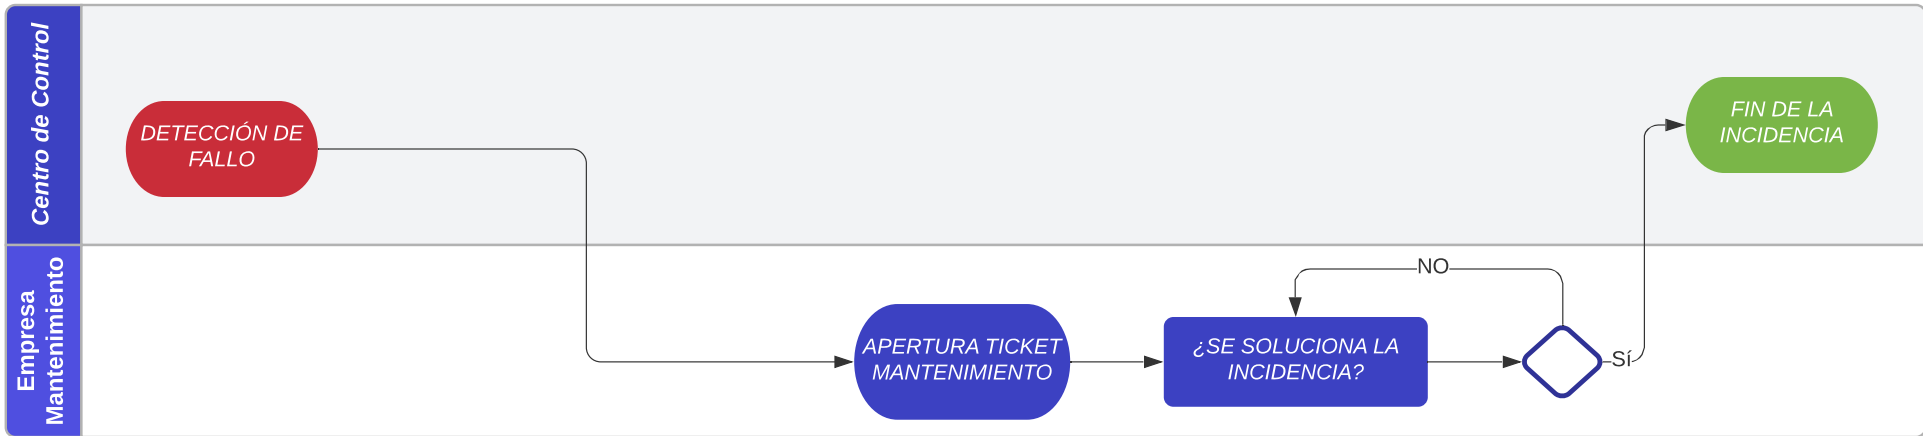 Centro de Control
DETECCIÓN DE
FALLO
FIN DE LA
INCIDENCIA
Empresa
Mantenimiento
APERTURA TICKET
MANTENIMIENTO
¿SE SOLUCIONA LA
INCIDENCIA?
NO
SÍ